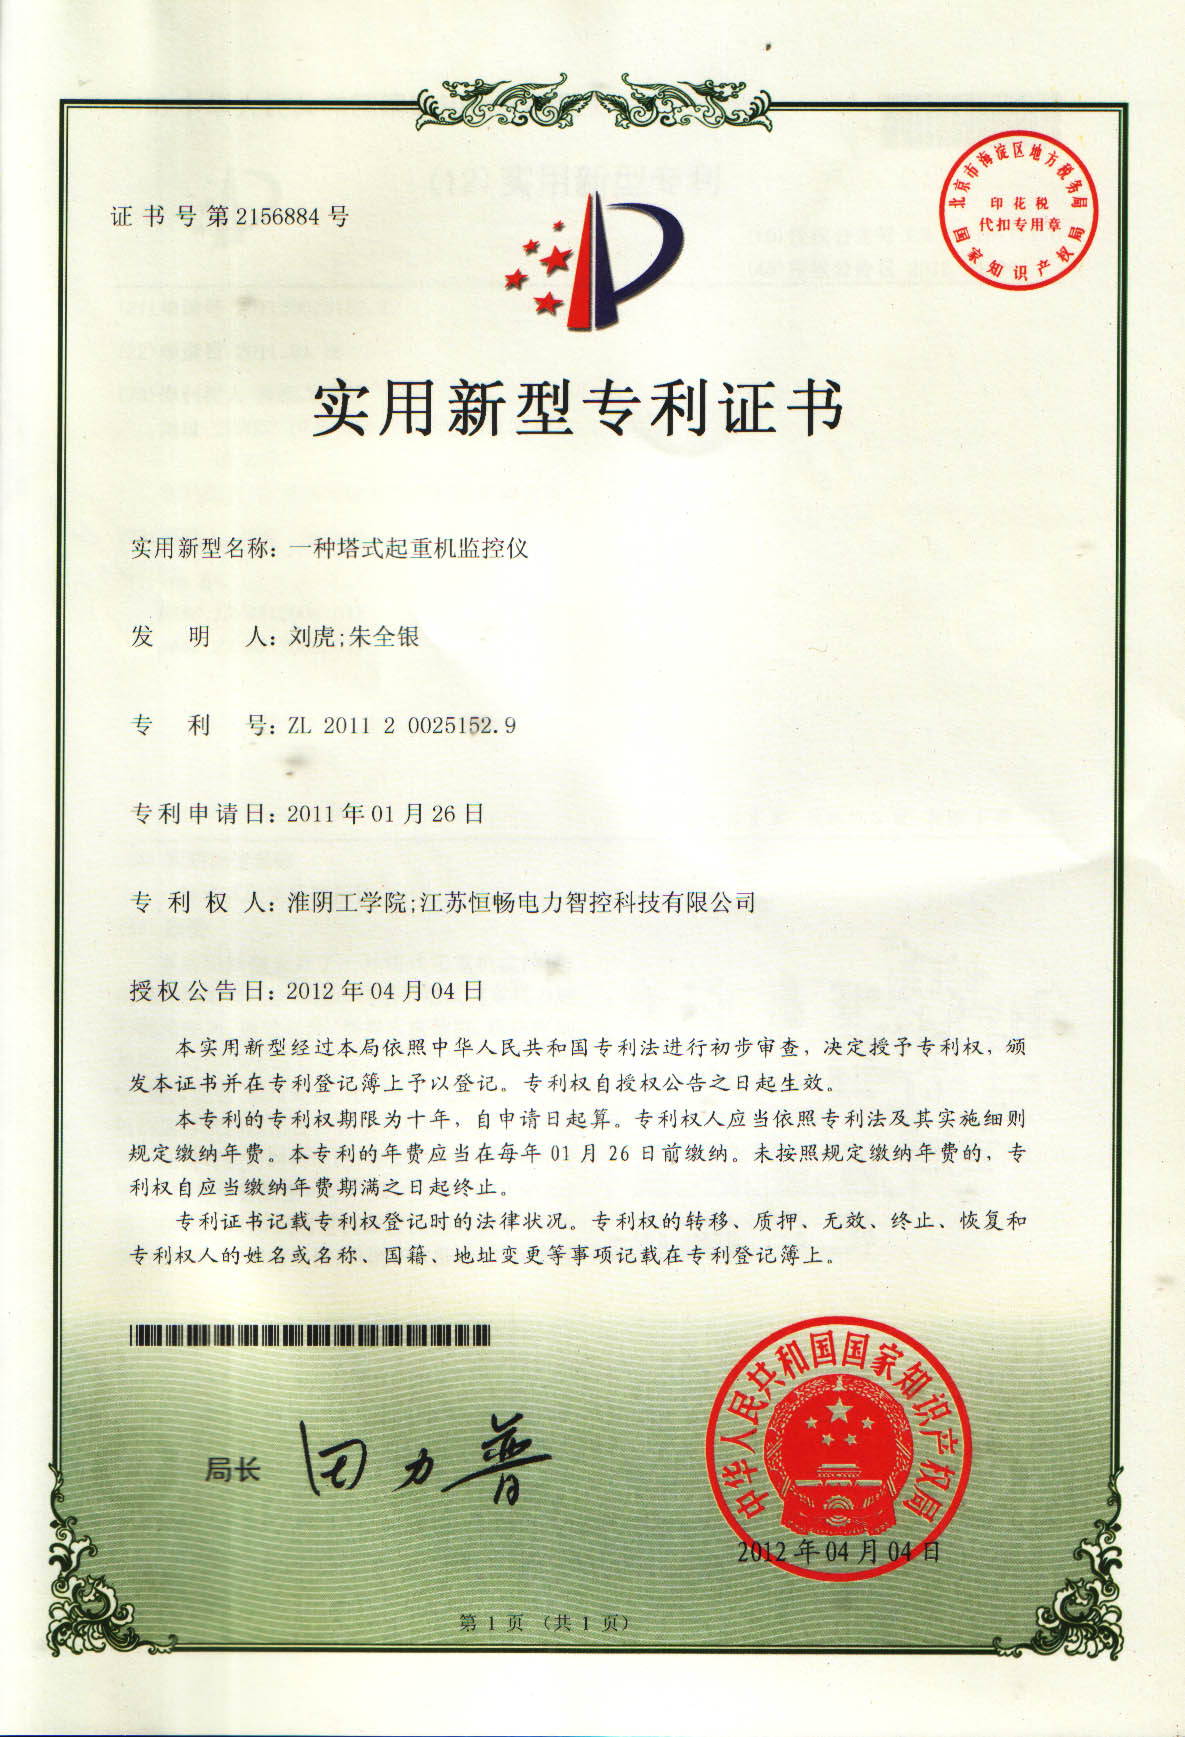 证书号第2156884号
北京市海淀区地方税务局
印花税
代扣专用章
国家知识产权局
实用新型专利证书
实用新型名称：一种塔式起重机监控仪
发明人：刘虎;朱全银
专利号：ZL 2011 2 0025152.9
专利申请日：2011年01月26日
专利权人：淮阴工学院;江苏恒畅电力智控科技有限公司
授权公告日：2012年04月04日
本实用新型经过本局依照中华人民共和国专利法进行初步审查，决定授予专利权，颁
发本证书并在专利登记簿上予以登记。专利权自授权公告之日起生效。
本专利的专利权期限为十年，自申请日起算。专利权人应当依照专利法及其实施细则
规定缴纳年费。本专利的年费应当在每年01月26日前缴纳。未按照规定缴纳年费的，专
利权自应当缴纳年费期满之日起终止。
专利证书记载专利权登记时的法律状况。专利权的转移、质押、无效、终止、恢复和
专利权人的姓名或名称、国籍、地址变更等事项记载在专利登记簿上。
中华人民共和国国家知识产权局
局长 田力普
2012年04月04日
第1页（共1页）